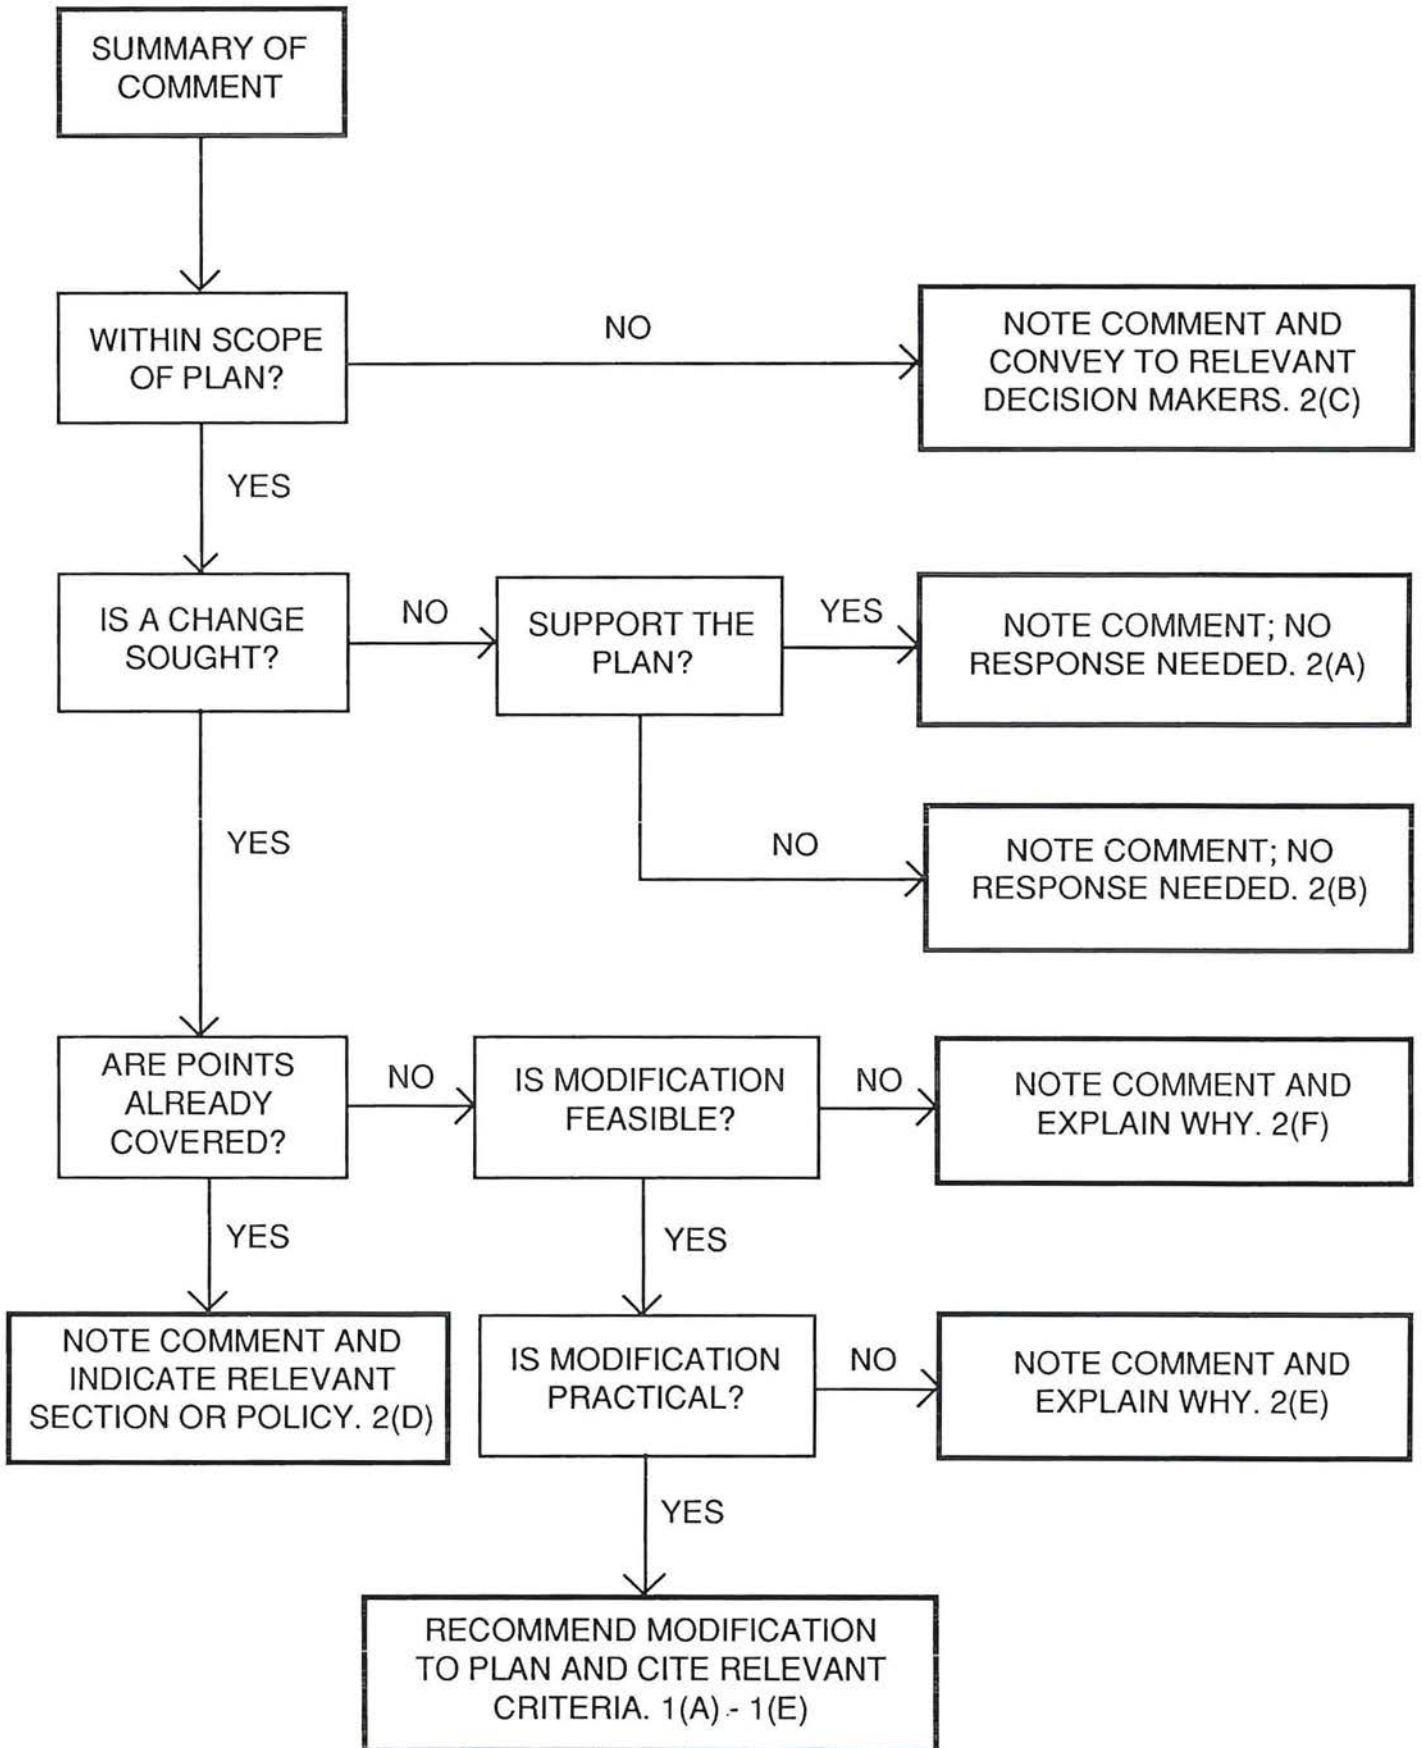 SUMMARY OF
COMMENT
WITHIN SCOPE
OF PLAN?
NO
NOTE COMMENT AND
CONVEY TO RELEVANT
DECISION MAKERS. 2(C)
YES
IS A CHANGE
SOUGHT?
NO
SUPPORT THE
PLAN?
YES
NOTE COMMENT; NO
RESPONSE NEEDED. 2(A)
NO
NOTE COMMENT; NO
RESPONSE NEEDED. 2(B)
YES
ARE POINTS
ALREADY
COVERED?
NO
IS MODIFICATION
FEASIBLE?
NO
NOTE COMMENT AND
EXPLAIN WHY. 2(F)
YES
NOTE COMMENT AND
INDICATE RELEVANT
SECTION OR POLICY. 2(D)
YES
IS MODIFICATION
PRACTICAL?
NO
NOTE COMMENT AND
EXPLAIN WHY. 2(E)
YES
RECOMMEND MODIFICATION
TO PLAN AND CITE RELEVANT
CRITERIA. 1(A) - 1(E)